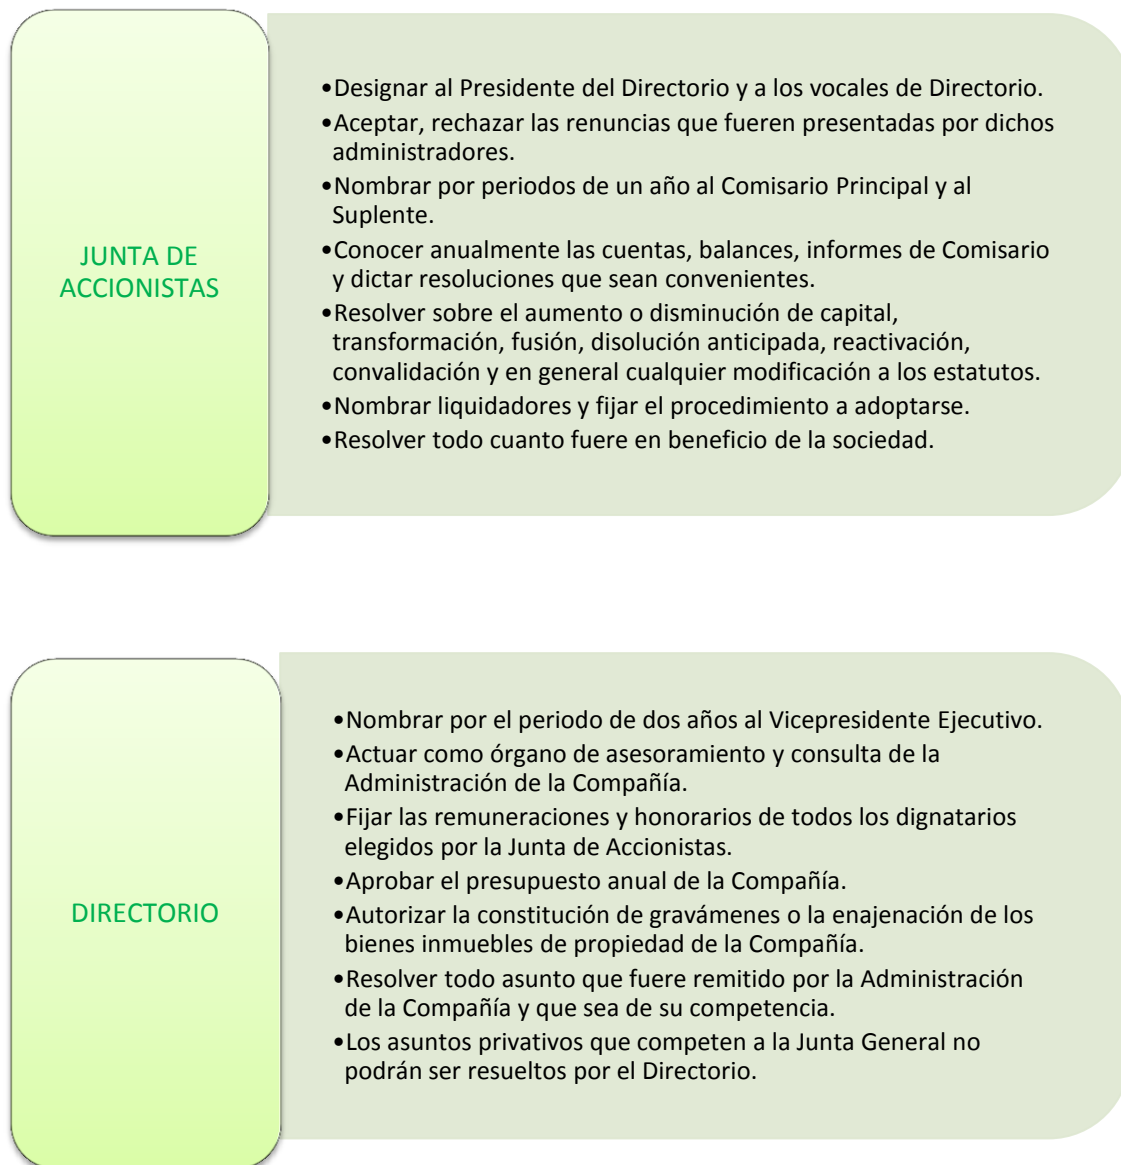 JUNTA DE
ACCIONISTAS
•Designar al Presidente del Directorio y a los vocales de Directorio.
•Aceptar, rechazar las renuncias que fueren presentadas por dichos
administradores.
•Nombrar por periodos de un año al Comisario Principal y al
Suplente.
•Conocer anualmente las cuentas, balances, informes de Comisario
y dictar resoluciones que sean convenientes.
•Resolver sobre el aumento o disminución de capital,
transformación, fusión, disolución anticipada, reactivación,
convalidación y en general cualquier modificación a los estatutos.
•Nombrar liquidadores y fijar el procedimiento a adoptarse.
•Resolver todo cuanto fuere en beneficio de la sociedad.
DIRECTORIO
•Nombrar por el periodo de dos años al Vicepresidente Ejecutivo.
•Actuar como órgano de asesoramiento y consulta de la
Administración de la Compañía.
•Fijar las remuneraciones y honorarios de todos los dignatarios
elegidos por la Junta de Accionistas.
•Aprobar el presupuesto anual de la Compañía.
•Autorizar la constitución de gravámenes o la enajenación de los
bienes inmuebles de propiedad de la Compañía.
•Resolver todo asunto que fuere remitido por la Administración
de la Compañía y que sea de su competencia.
•Los asuntos privativos que competen a la Junta General no
podrán ser resueltos por el Directorio.